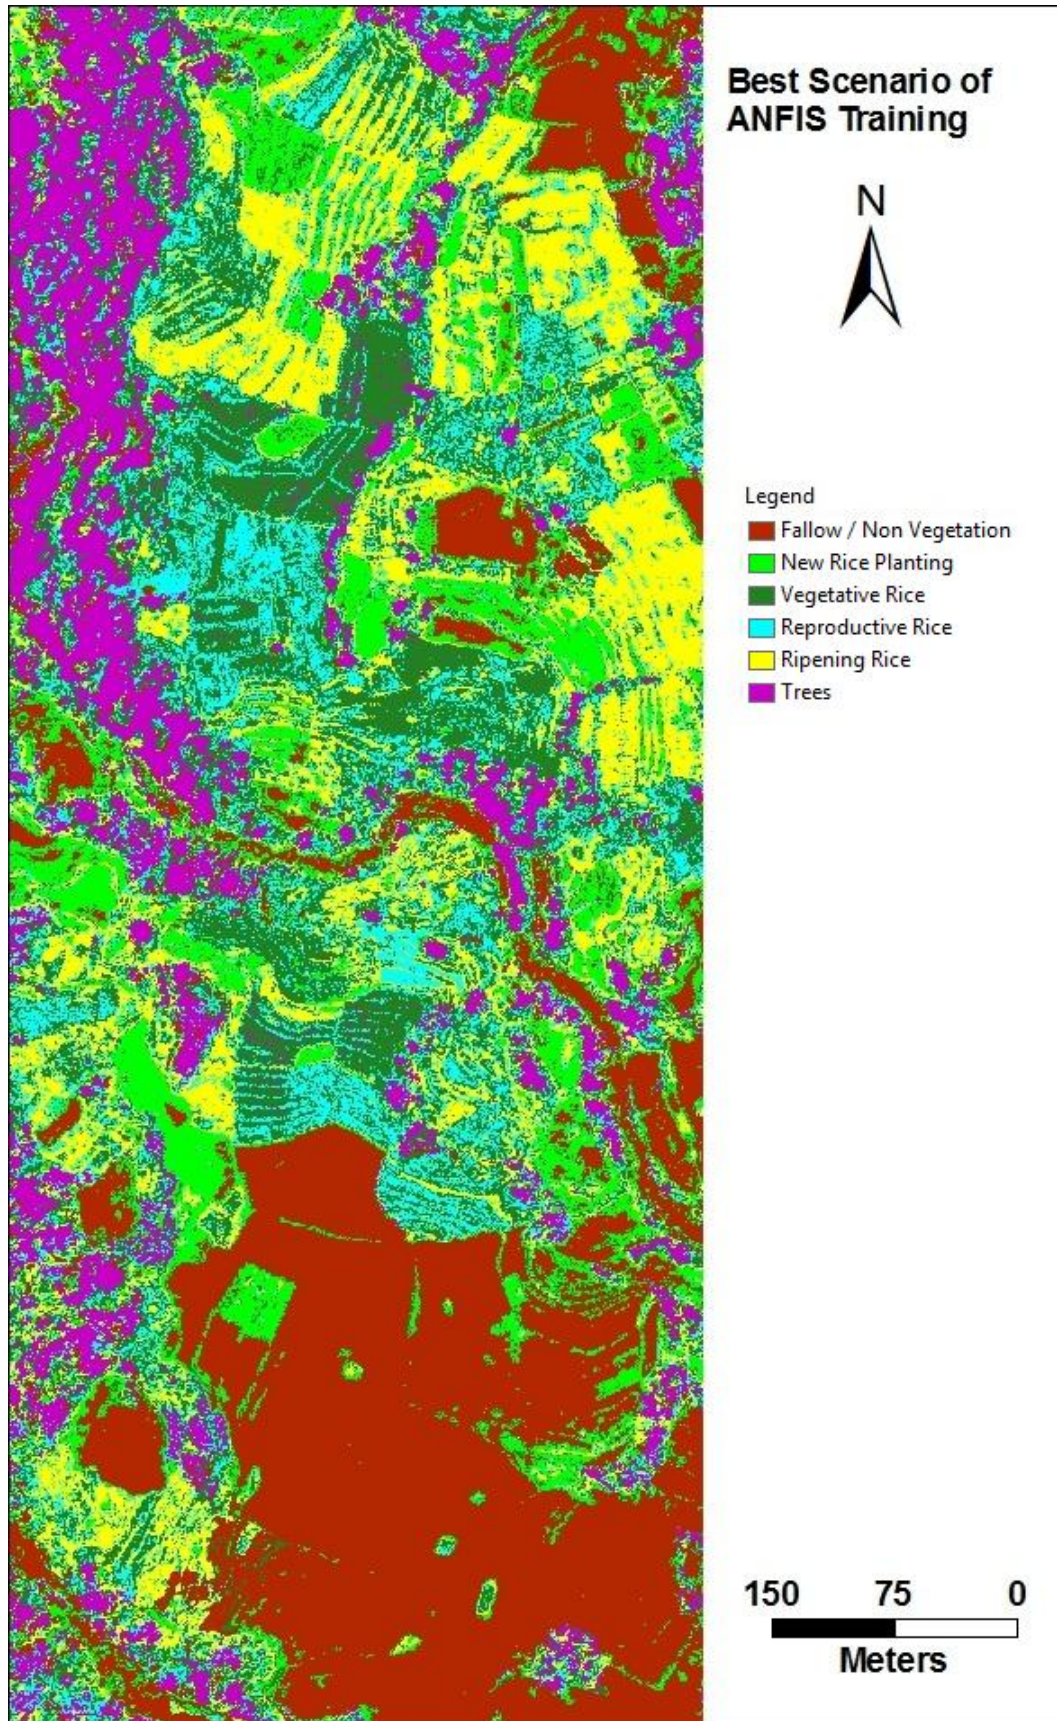 Best Scenario of
ANFIS Training
N
Legend
Fallow / Non Vegetation
New Rice Planting
Vegetative Rice
Reproductive Rice
Ripening Rice
Trees
150 75 0
Meters